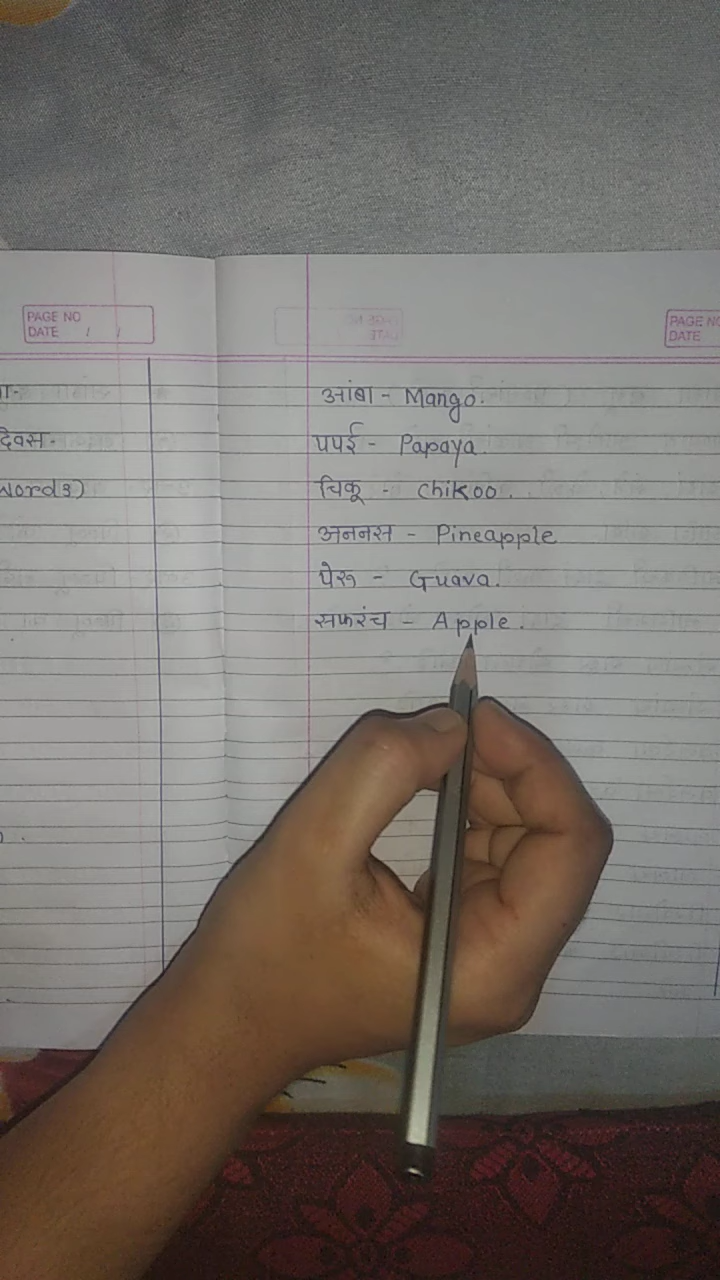 PAGE NO
DATE / /
दिवस.
words)
PAGE NO
DATE
आंबा - Mango.
पपई - Papaya.
चिकू - Chikoo.
अननस - Pineapple
पेरू - Guava.
सफरचंद - Apple.